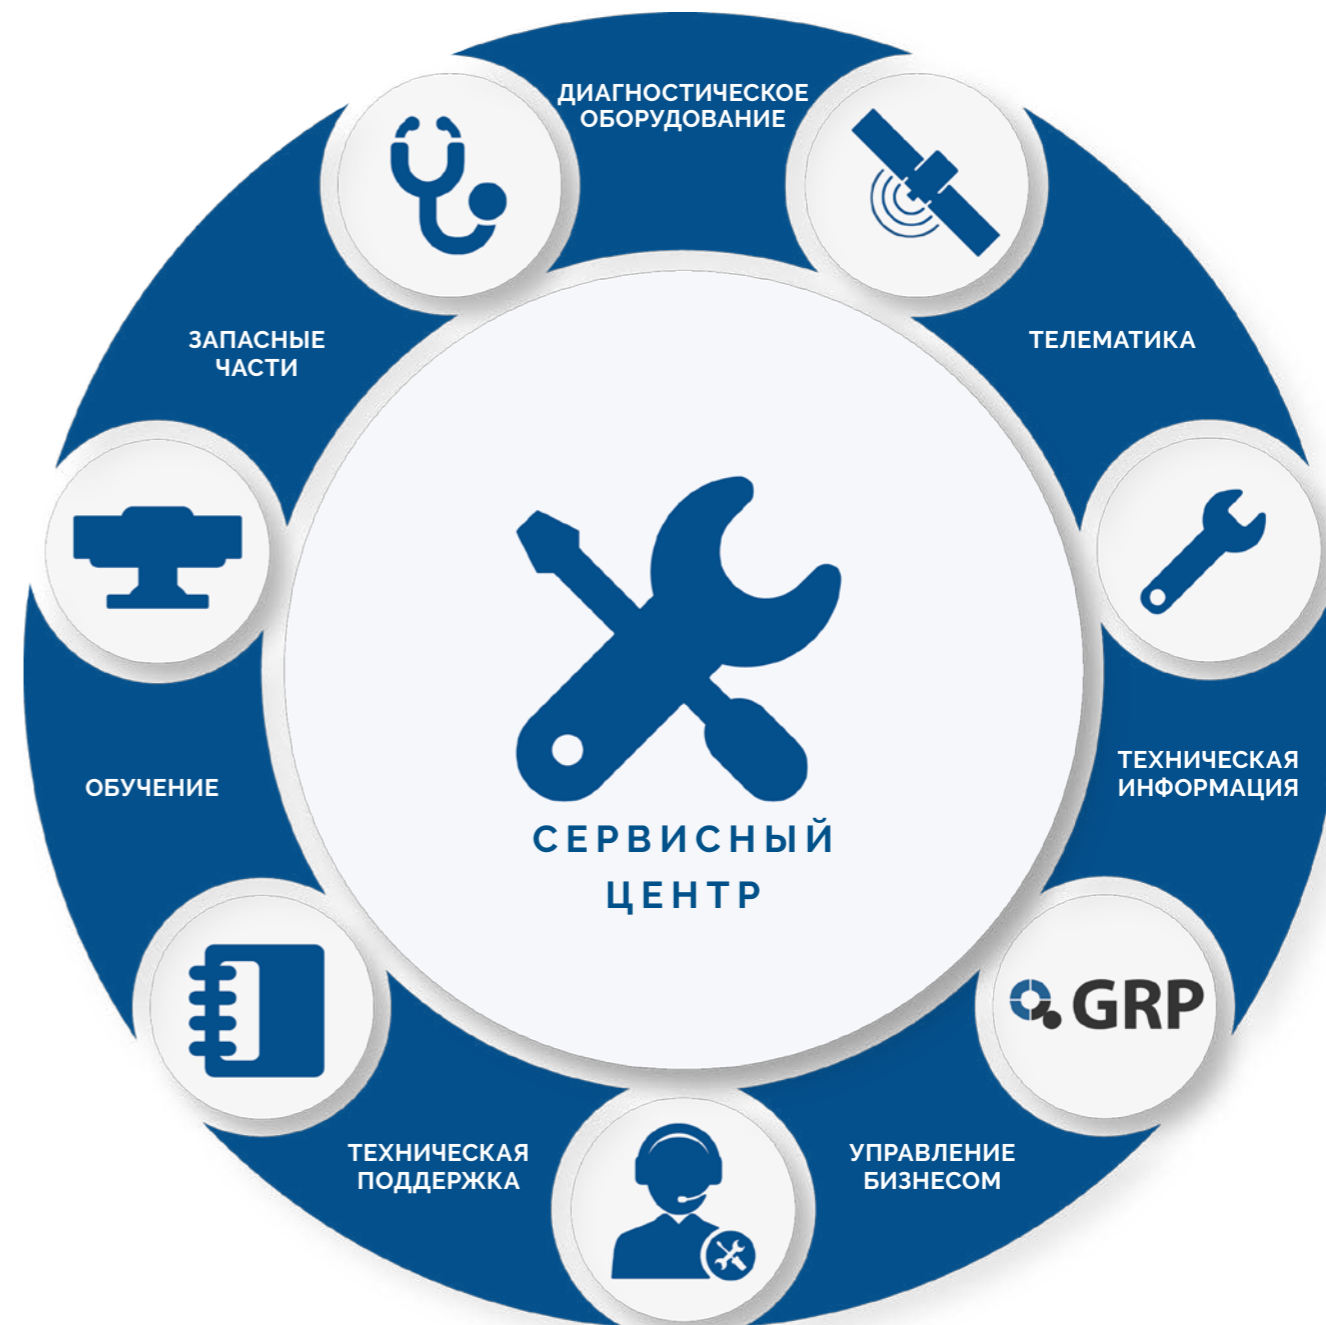 ДИАГНОСТИЧЕСКОЕ
ОБОРУДОВАНИЕ
ЗАПАСНЫЕ
ЧАСТИ
ТЕЛЕМАТИКА
ТЕХНИЧЕСКАЯ
ИНФОРМАЦИЯ
ОБУЧЕНИЕ
СЕРВИСНЫЙ
ЦЕНТР
GRP
ТЕХНИЧЕСКАЯ
ПОДДЕРЖКА
УПРАВЛЕНИЕ
БИЗНЕСОМ